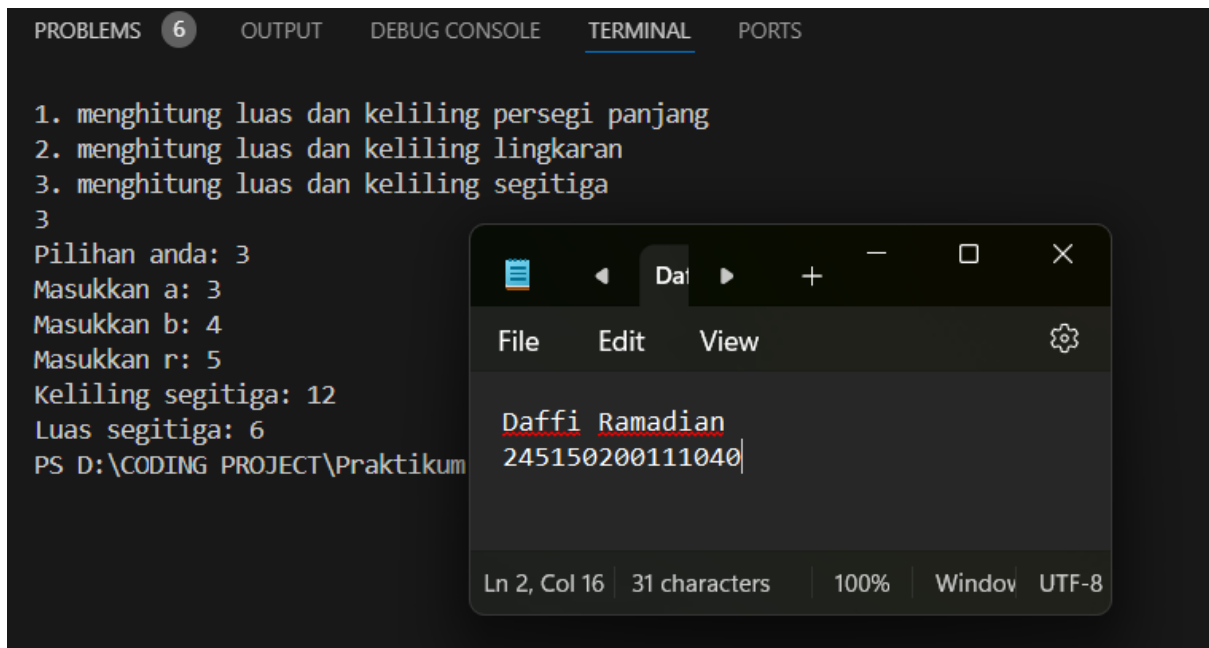 PROBLEMS 6 OUTPUT DEBUG CONSOLE TERMINAL PORTS
1. menghitung luas dan keliling persegi panjang
2. menghitung luas dan keliling lingkaran
3. menghitung luas dan keliling segitiga
3
Pilihan anda: 3
Masukkan a: 3
Masukkan b: 4
Masukkan r: 5
Keliling segitiga: 12
Luas segitiga: 6
PS D:\CODING PROJECT\Praktikum
File Edit View
Daffi Ramadian
245150200111040
Ln 2, Col 16 31 characters 100% UTF-8